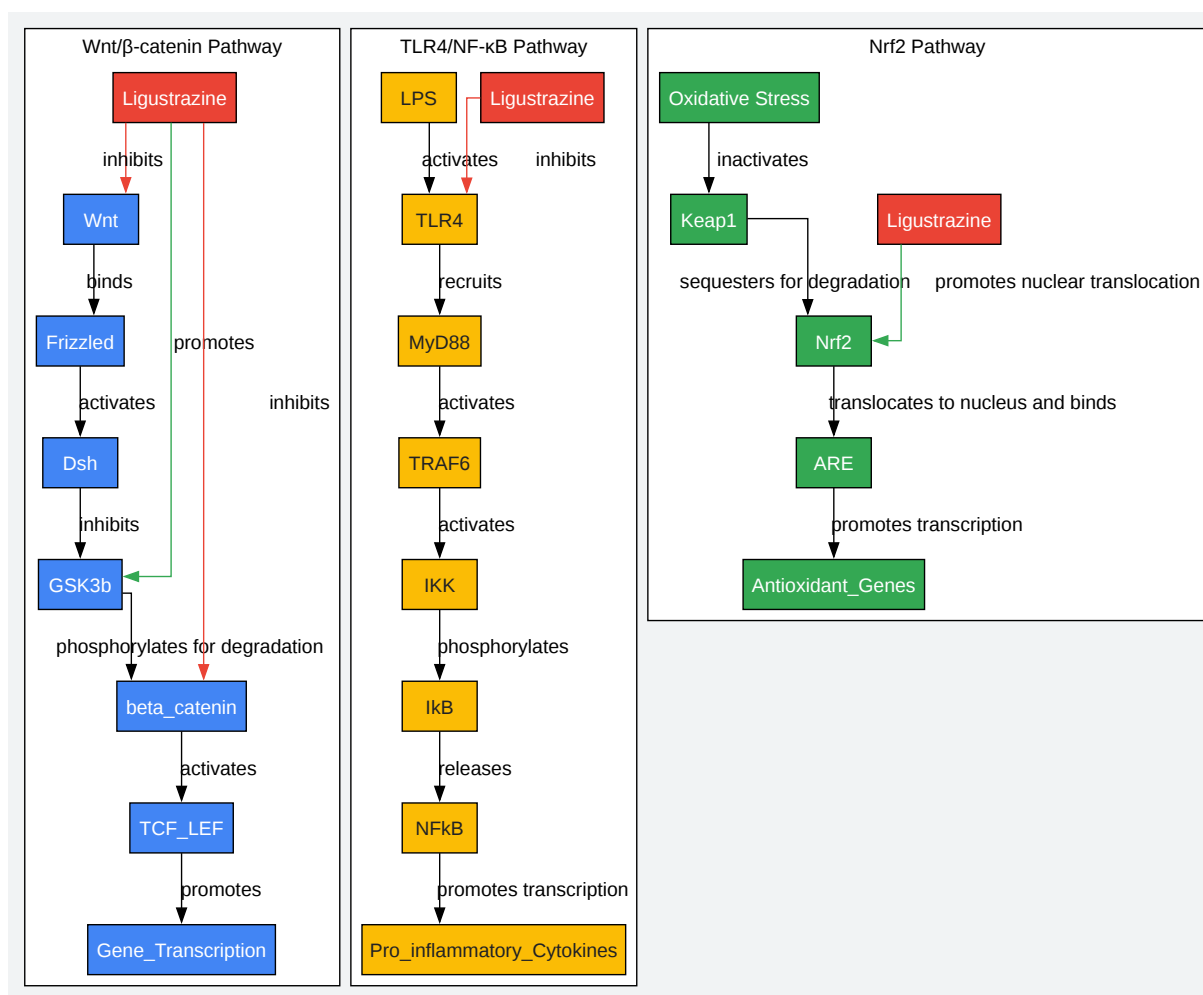 Wnt/β-catenin Pathway
Ligustrazine
inhibits
Wnt
binds
Frizzled
promotes
activates
inhibits
Dsh
inhibits
GSK3b
phosphorylates for degradation
beta_catenin
activates
TCF_LEF
promotes
Gene_Transcription
TLR4/NF-κB Pathway
LPS
Ligustrazine
activates
inhibits
TLR4
recruits
MyD88
activates
TRAF6
activates
IKK
phosphorylates
IkB
releases
NFkB
promotes transcription
Pro_inflammatory_Cytokines
Nrf2 Pathway
Oxidative Stress
inactivates
Keap1
Ligustrazine
sequesters for degradation
promotes nuclear translocation
Nrf2
translocates to nucleus and binds
ARE
promotes transcription
Antioxidant_Genes